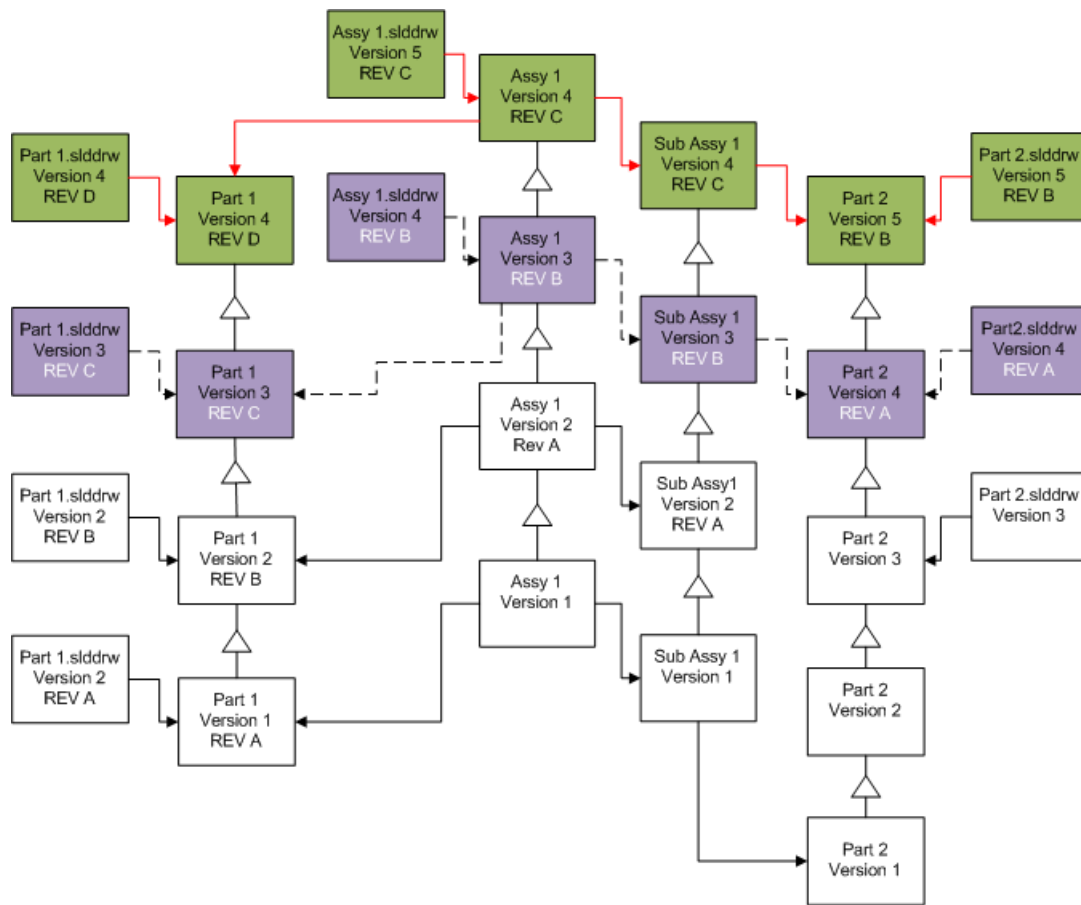 Assy 1.slddrw
Version 5
REV C
Assy 1
Version 4
REV C
Part 1.slddrw
Version 4
REV D
Part 1
Version 4
REV D
Assy 1.slddrw
Version 4
REV B
Sub Assy 1
Version 4
REV C
Part 2
Version 5
REV B
Part 2.slddrw
Version 5
REV B
Assy 1
Version 3
REV B
Part 1.slddrw
Version 3
REV C
Part 1
Version 3
REV C
Sub Assy 1
Version 3
REV B
Part 2
Version 4
REV A
Part2.slddrw
Version 4
REV A
Assy 1
Version 2
Rev A
Part 1.slddrw
Version 2
REV B
Part 1
Version 2
REV B
Sub Assy1
Version 2
REV A
Part 2
Version 3
Part 2.slddrw
Version 3
Assy 1
Version 1
Part 1.slddrw
Version 2
REV A
Part 1
Version 1
REV A
Sub Assy 1
Version 1
Part 2
Version 2
Part 2
Version 1